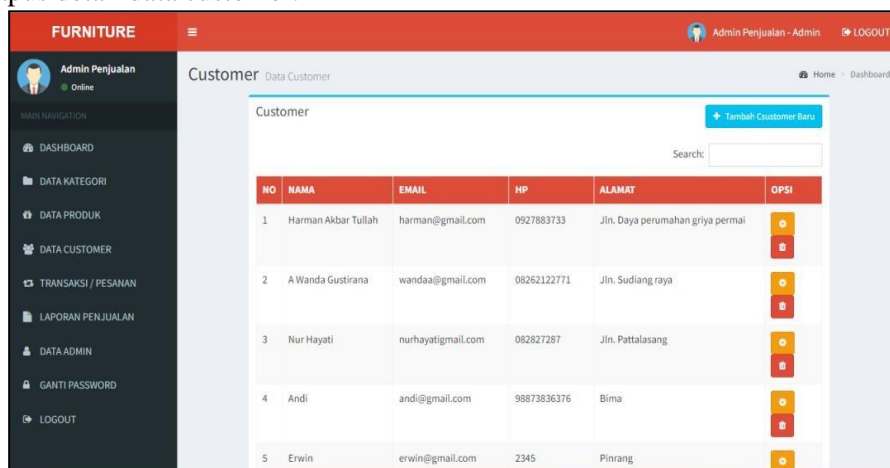 FURNITURE
Admin Penjualan - Admin LOGOUT
Admin Penjualan
Online
MAIN NAVIGATION
DASHBOARD
DATA KATEGORI
DATA PRODUK
DATA CUSTOMER
TRANSAKSI / PESANAN
LAPORAN PENJUALAN
DATA ADMIN
GANTI PASSWORD
LOGOUT
Customer Data Customer
Home > Dashboard
Customer
+ Tambah Csustomer Baru
Search:
NO NAMA EMAIL HP ALAMAT OPSI
1 Harman Akbar Tullah harman@gmail.com 0927883733 Jln. Daya perumahan griya permai
2 A Wanda Gustirana wandaa@gmail.com 08262122771 Jln. Sudiang raya
3 Nur Hayati nurhayatigmail.com 082827287 Jln. Pattalasang
4 Andi andi@gmail.com 98873836376 Bima
5 Erwin erwin@gmail.com 2345 Pinrang